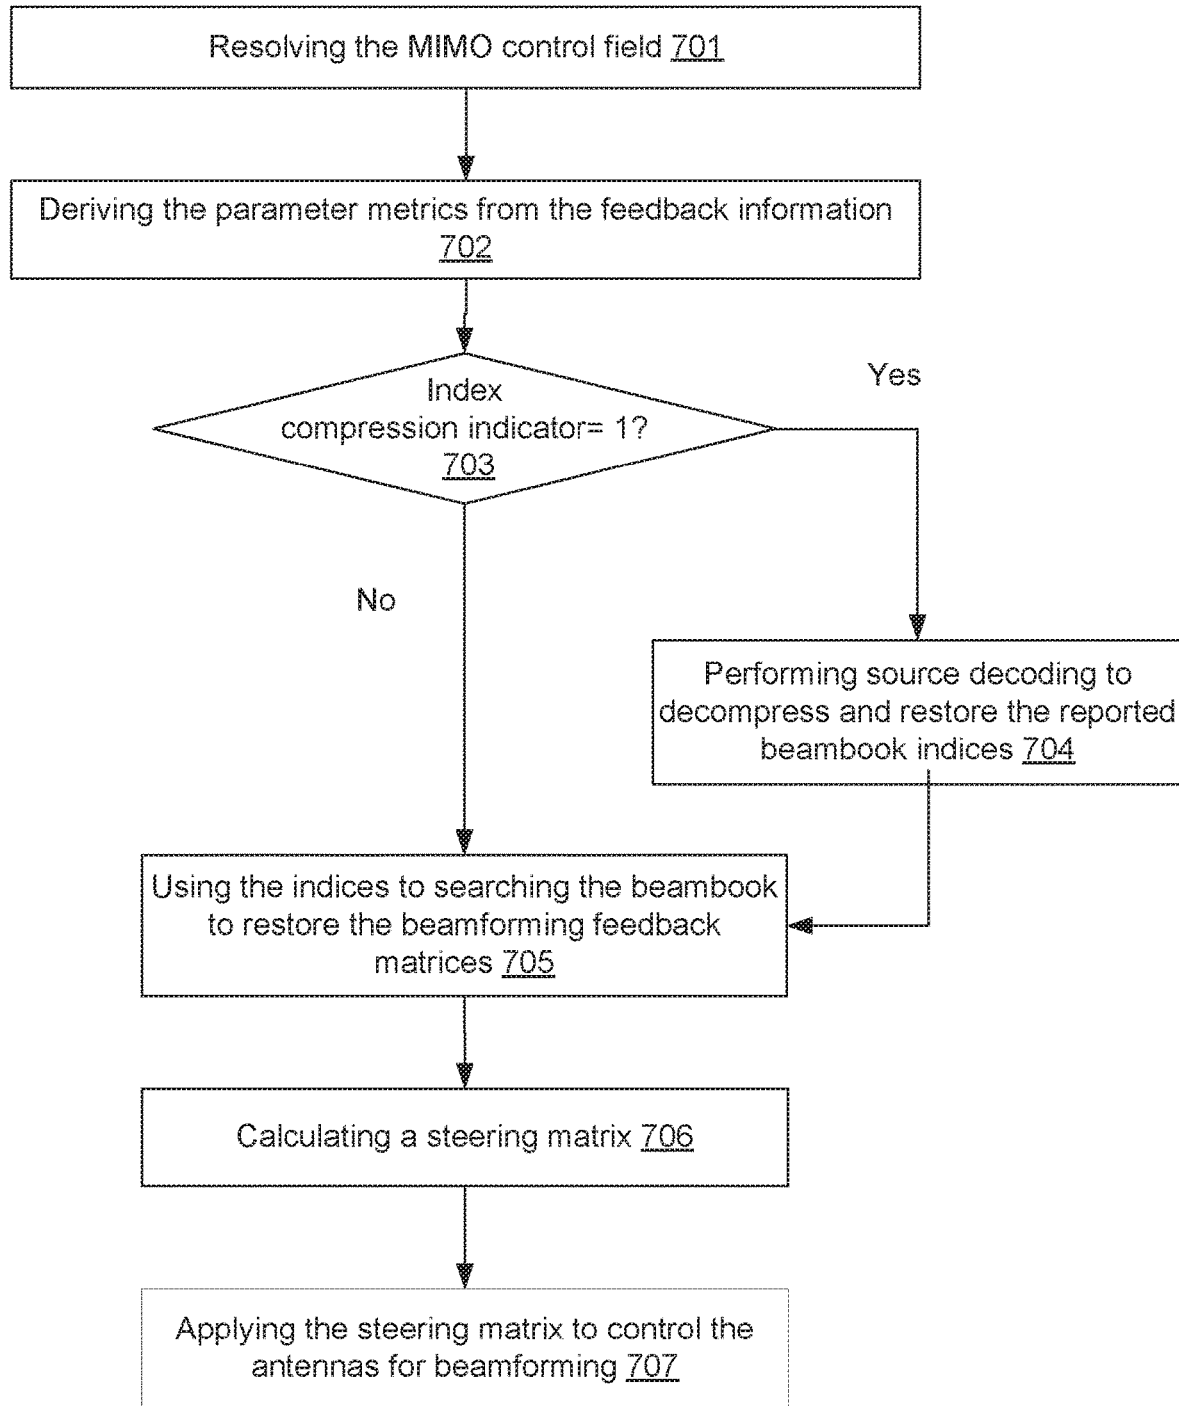 Resolving the MIMO control field 701
Deriving the parameter metrics from the feedback information
702
Index
compression indicator= 1?
703
Yes
No
Performing source decoding to
decompress and restore the reported
beambook indices 704
Using the indices to searching the beambook
to restore the beamforming feedback
matrices 705
Calculating a steering matrix 706
Applying the steering matrix to control the
antennas for beamforming 707